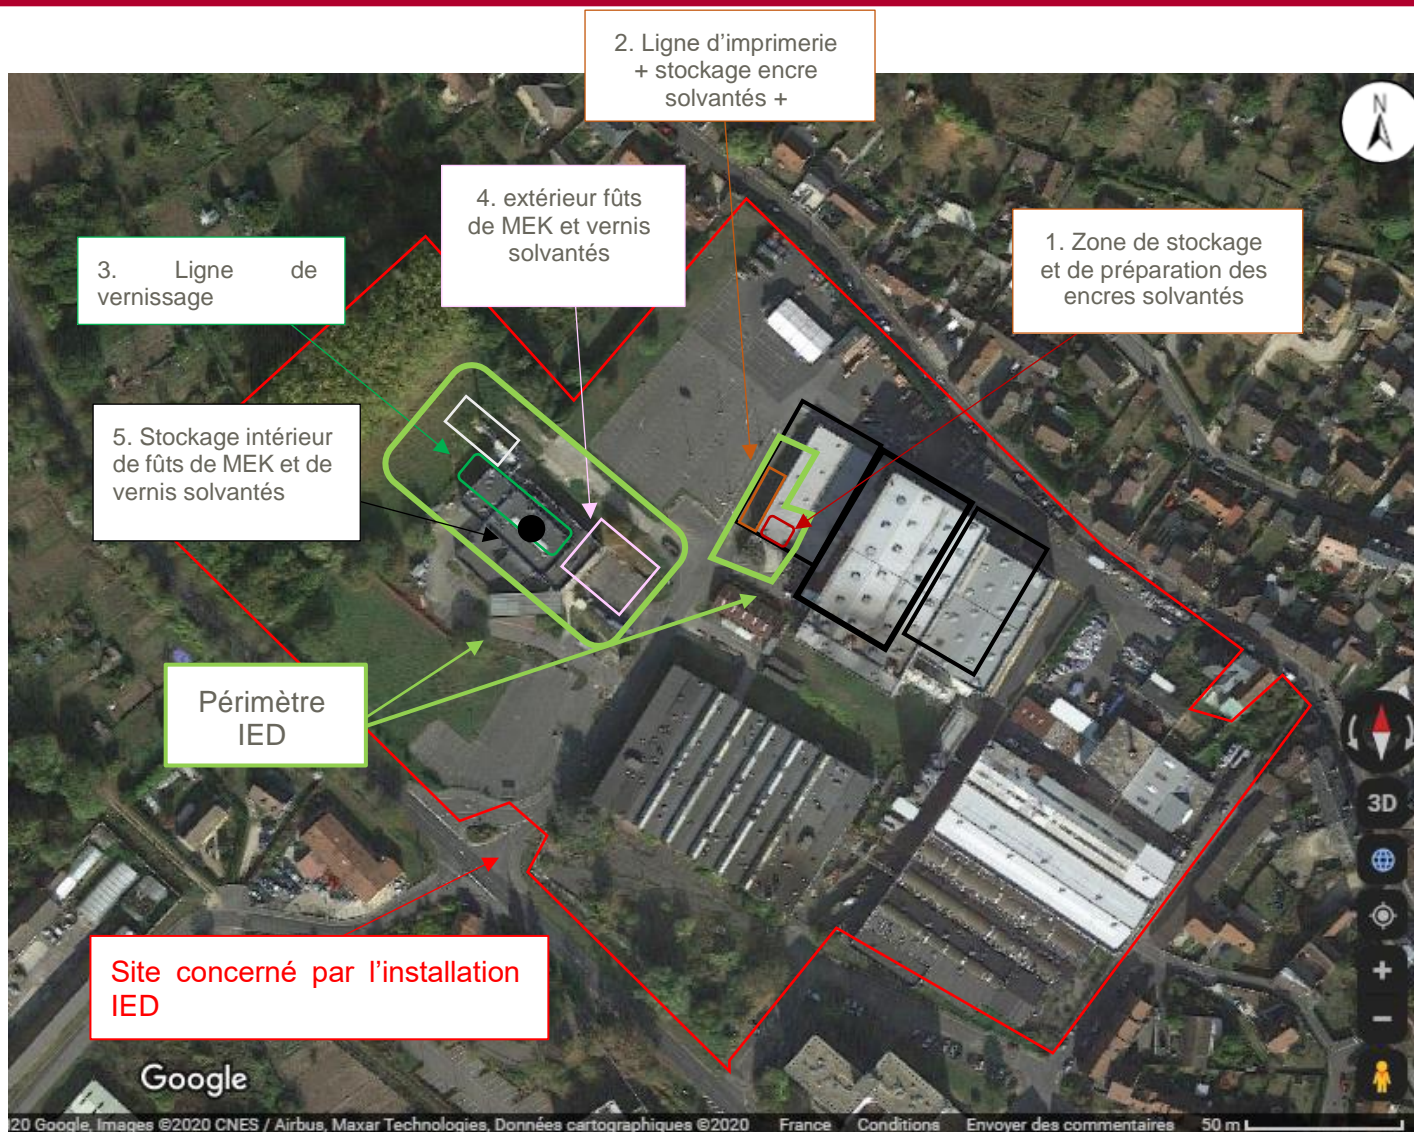 2. Ligne d'imprimerie
+ stockage encre
solvantés +
N
4. extérieur fûts
de MEK et vernis
solvantés
1. Zone de stockage
et de préparation des
encres solvantés
3. Ligne de
vernissage
5. Stockage intérieur
de fûts de MEK et de
vernis solvantés
Périmètre
IED
3D
Site concerné par l'installation
IED
Google
20 Google, Images ©2020 CNES / Airbus, Maxar Technologies, Données cartographiques ©2020 France Conditions Envoyer des commentaires 50 m